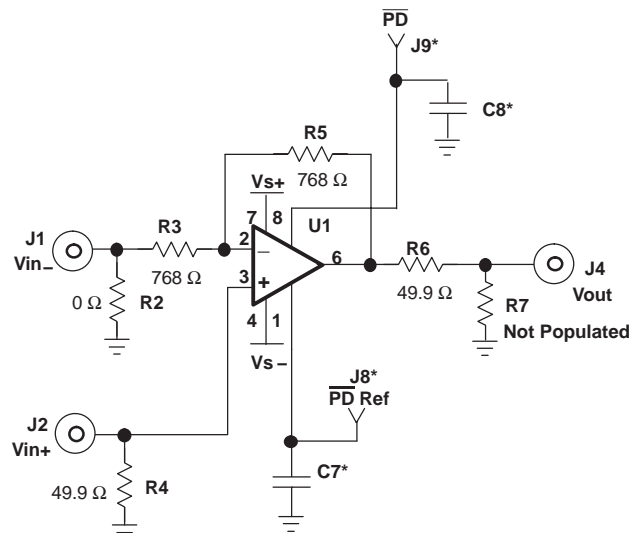 PD
J9*
C8*
R5
768 Ω
Vs+
7 8
U1
J1
Vin−
R3
768 Ω
2
−
3
+
6
R6
49.9 Ω
J4
Vout
0 Ω
R2
R7
Not Populated
4 1
Vs−
J8*
PD Ref
J2
Vin+
C7*
49.9 Ω
R4